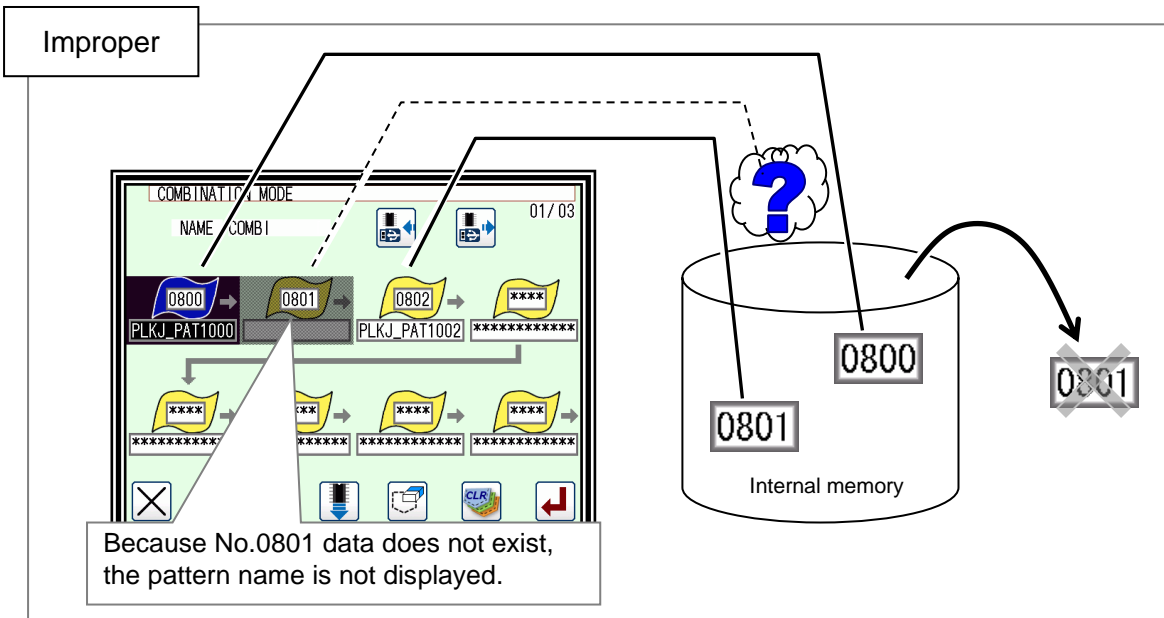 Improper
COMBINATION MODE
NAME COMBI
01/03
0800
0801
0802
****
PLKJ_PAT1000
PLKJ_PAT1002
************
****
***
****
****
**********
******
************
************
CLR
Because No.0801 data does not exist,
the pattern name is not displayed.
?
0800
0801
Internal memory
0801